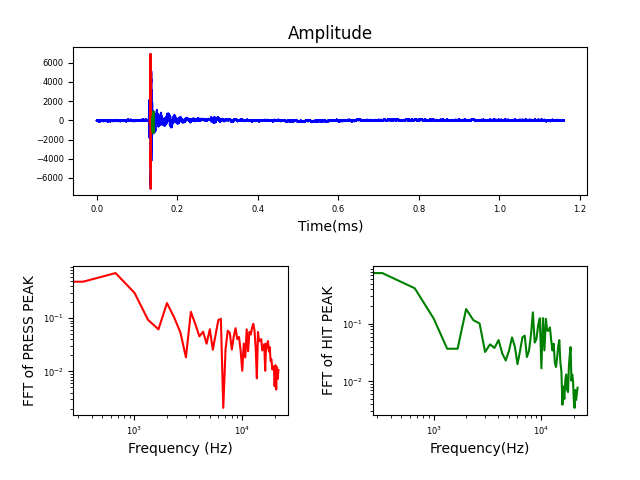 Amplitude
6000
4000
2000
0
−2000
−4000
−6000
0.0 0.2 0.4 0.6 0.8 1.0 1.2
Time(ms)
FFT of PRESS PEAK
10⁻¹
10⁻²
10³ 10⁴
Frequency (Hz)
FFT of HIT PEAK
10⁻¹
10⁻²
10³ 10⁴
Frequency(Hz)